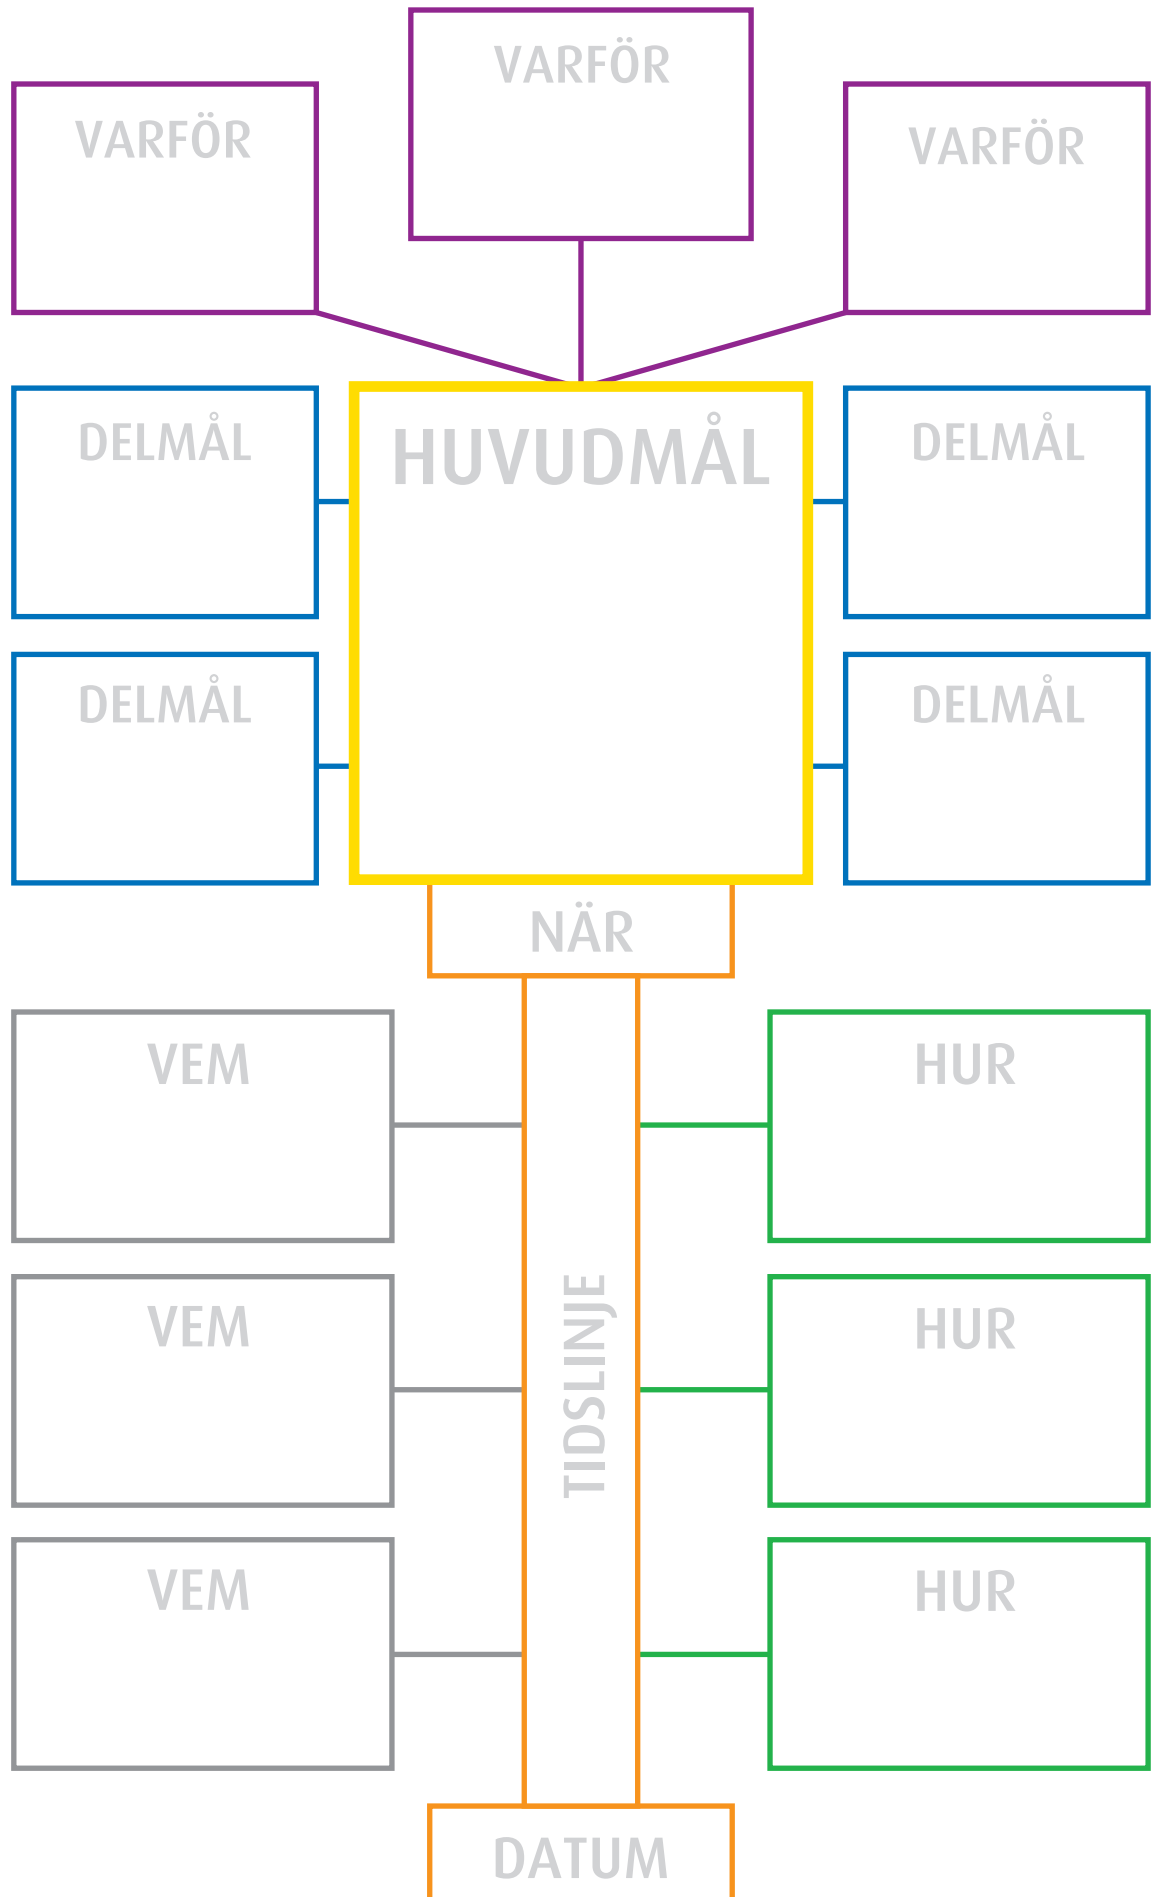 VARFÖR
VARFÖR
VARFÖR
DELMÅL
HUVUDMÅL
DELMÅL
DELMÅL
DELMÅL
NÄR
VEM
HUR
TIDSLINJE
VEM
HUR
VEM
HUR
DATUM